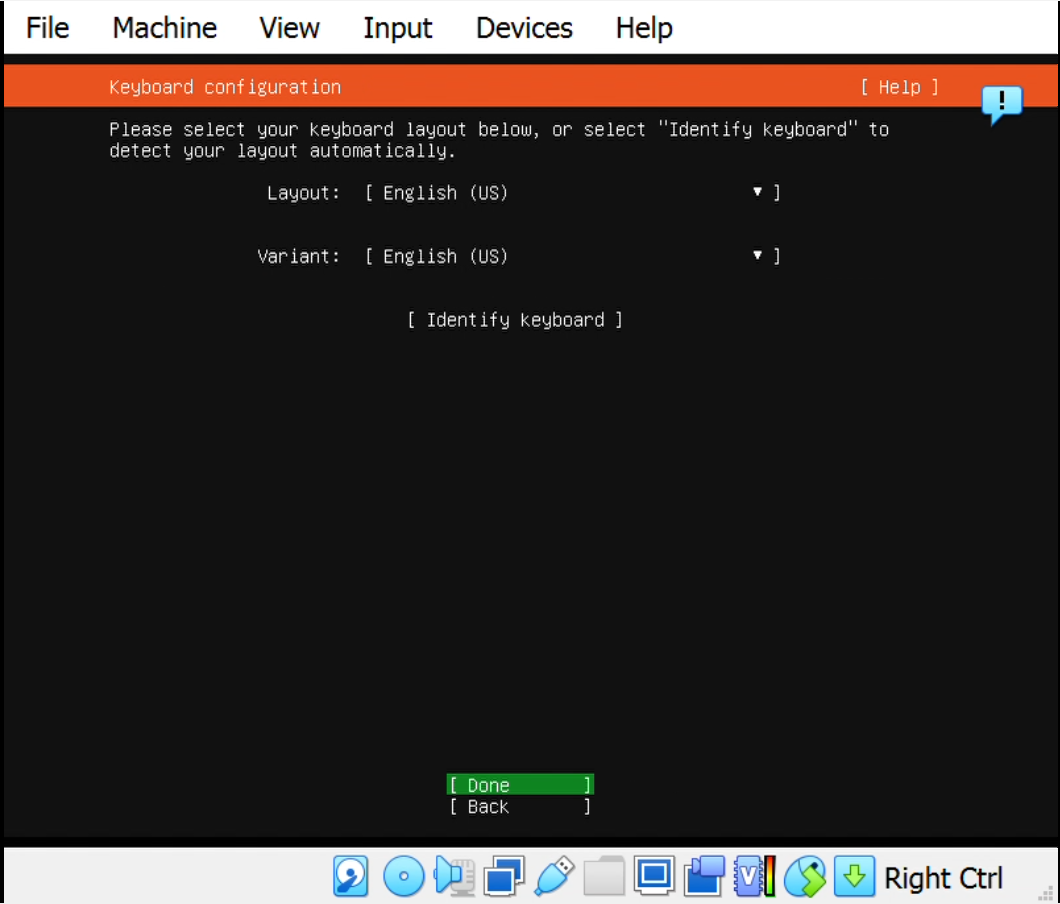 File Machine View Input Devices Help
Keyboard configuration [ Help ]
!
Please select your keyboard layout below, or select "Identify keyboard" to
detect your layout automatically.
Layout: [ English (US) ▾ ]
Variant: [ English (US) ▾ ]
[ Identify keyboard ]
[ Done ]
[ Back ]
V Right Ctrl